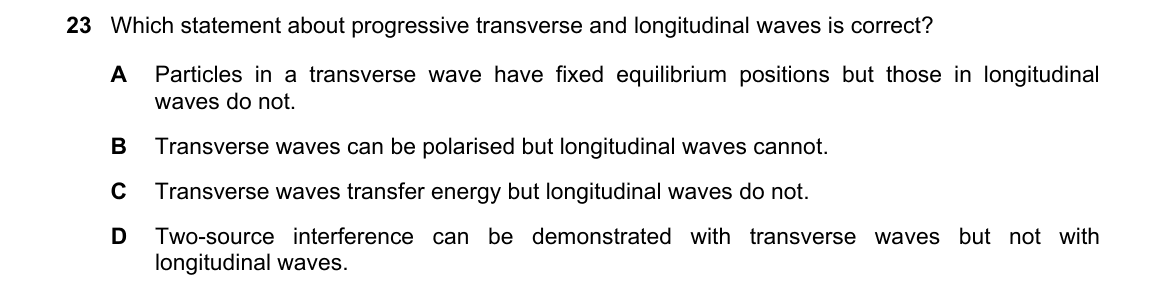 23 Which statement about progressive transverse and longitudinal waves is correct?
A Particles in a transverse wave have fixed equilibrium positions but those in longitudinal
waves do not.
B Transverse waves can be polarised but longitudinal waves cannot.
C Transverse waves transfer energy but longitudinal waves do not.
D Two-source interference can be demonstrated with transverse waves but not with
longitudinal waves.